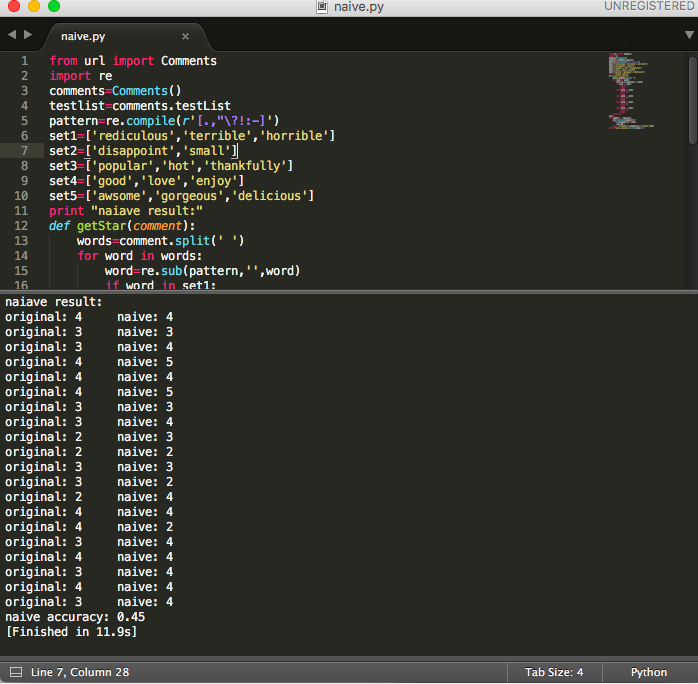 naive.py
UNREGISTERED
naive.py ×
1 from url import Comments
2 import re
3 comments=Comments()
4 testlist=comments.testList
5 pattern=re.compile(r'[.,"\?!:-]')
6 set1=['rediculous','terrible','horrible']
7 set2=['disappoint','small']
8 set3=['popular','hot','thankfully']
9 set4=['good','love','enjoy']
10 set5=['awsome','gorgeous','delicious']
11 print "naiave result:"
12 def getStar(comment):
13 words=comment.split(' ')
14 for word in words:
15 word=re.sub(pattern,'',word)
16 if word in set1:
naiave result:
original: 4 naive: 4
original: 3 naive: 3
original: 3 naive: 4
original: 4 naive: 5
original: 4 naive: 4
original: 4 naive: 5
original: 3 naive: 3
original: 3 naive: 4
original: 2 naive: 3
original: 2 naive: 2
original: 3 naive: 3
original: 3 naive: 2
original: 2 naive: 4
original: 4 naive: 4
original: 4 naive: 2
original: 3 naive: 4
original: 4 naive: 4
original: 3 naive: 4
original: 4 naive: 4
original: 3 naive: 4
naive accuracy: 0.45
[Finished in 11.9s]
Line 7, Column 28
Tab Size: 4
Python